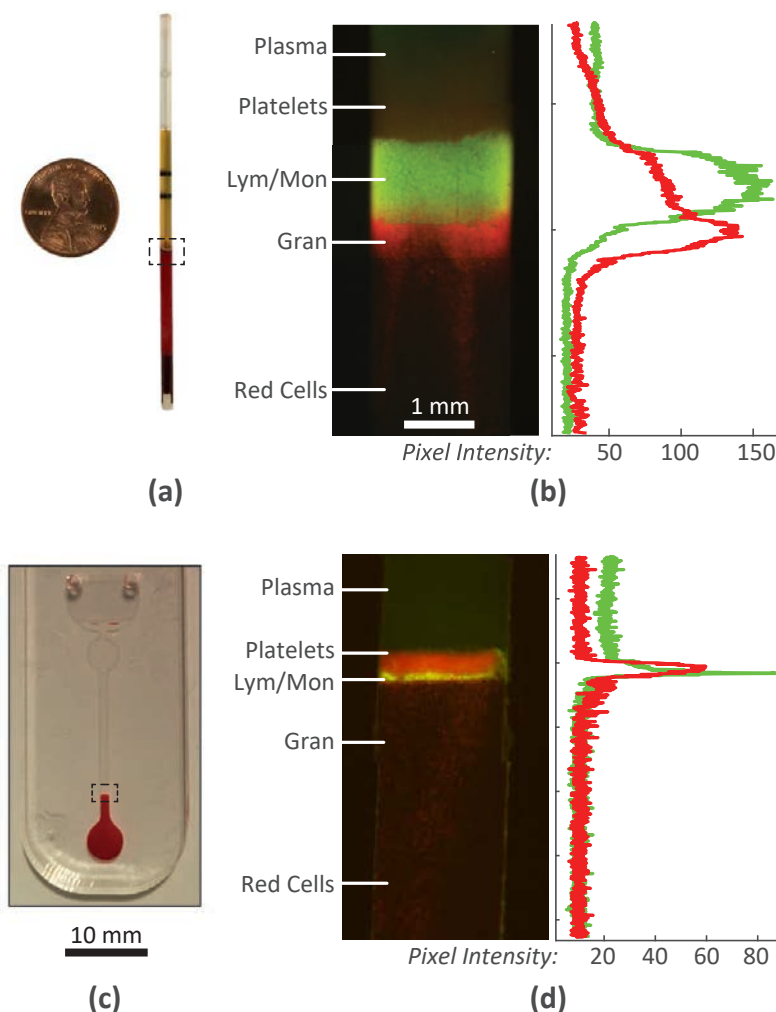 Plasma
Platelets
Lym/Mon
Gran
Red Cells
1 mm
Pixel Intensity: 50 100 150
(a)
(b)
Plasma
Platelets
Lym/Mon
Gran
Red Cells
10 mm
Pixel Intensity: 20 40 60 80
(c)
(d)